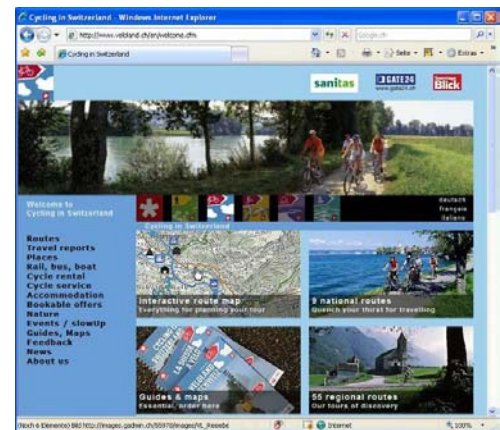 Cycling in Switzerland - Windows Internet Explorer
http://www.veloland.ch/en/welcome.cfm
Google.ch
Cycling in Switzerland
Seite
Extras
sanitas
GATE24
www.gate24.ch
Blick
Welcome to
Cycling in Switzerland
deutsch
français
italiano
Cycling in Switzerland
Routes
Travel reports
Places
Rail, bus, boat
Cycle rental
Cycle service
Accommodation
Bookable offers
Nature
Events / slowUp
Guides, Maps
Feedback
News
About us
Interactive route map
Everything for planning your tour
9 national routes
Quench your thirst for travelling
Guides & maps
Essential, order here
55 regional routes
Our tours of discovery
Internet
100%